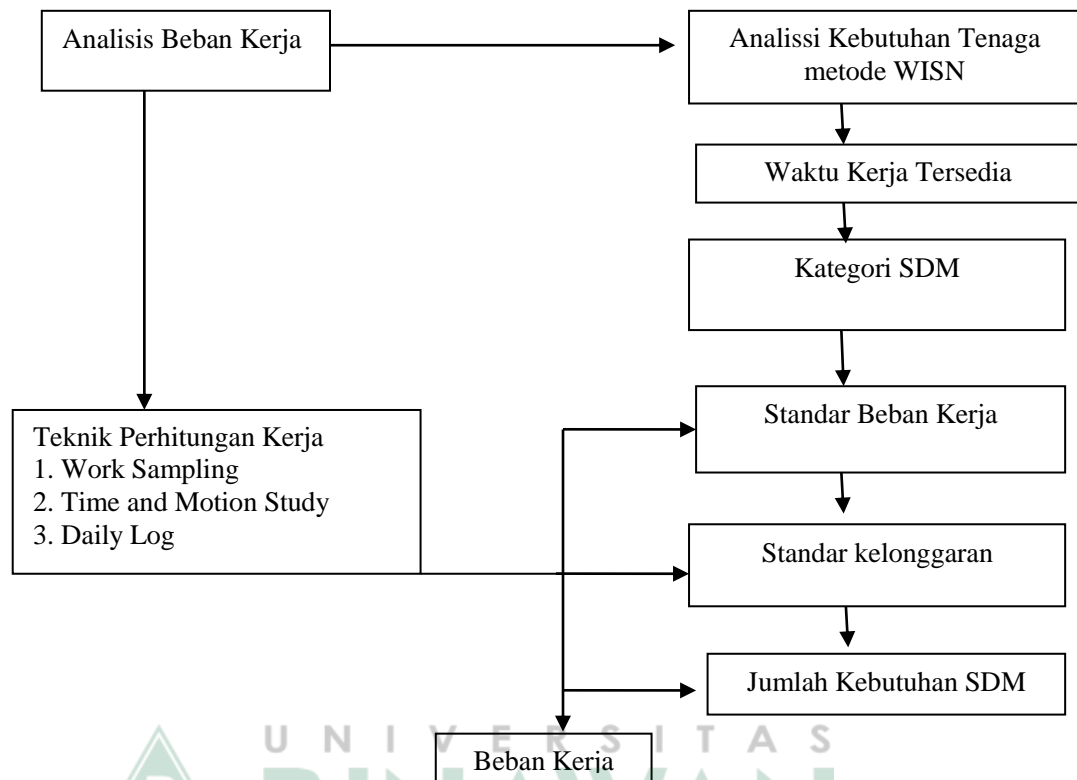 Analisis Beban Kerja
Analissi Kebutuhan Tenaga
metode WISN
Waktu Kerja Tersedia
Kategori SDM
Teknik Perhitungan Kerja
1. Work Sampling
2. Time and Motion Study
3. Daily Log
Standar Beban Kerja
Standar kelonggaran
Jumlah Kebutuhan SDM
UNIVERSITAS
Beban Kerja